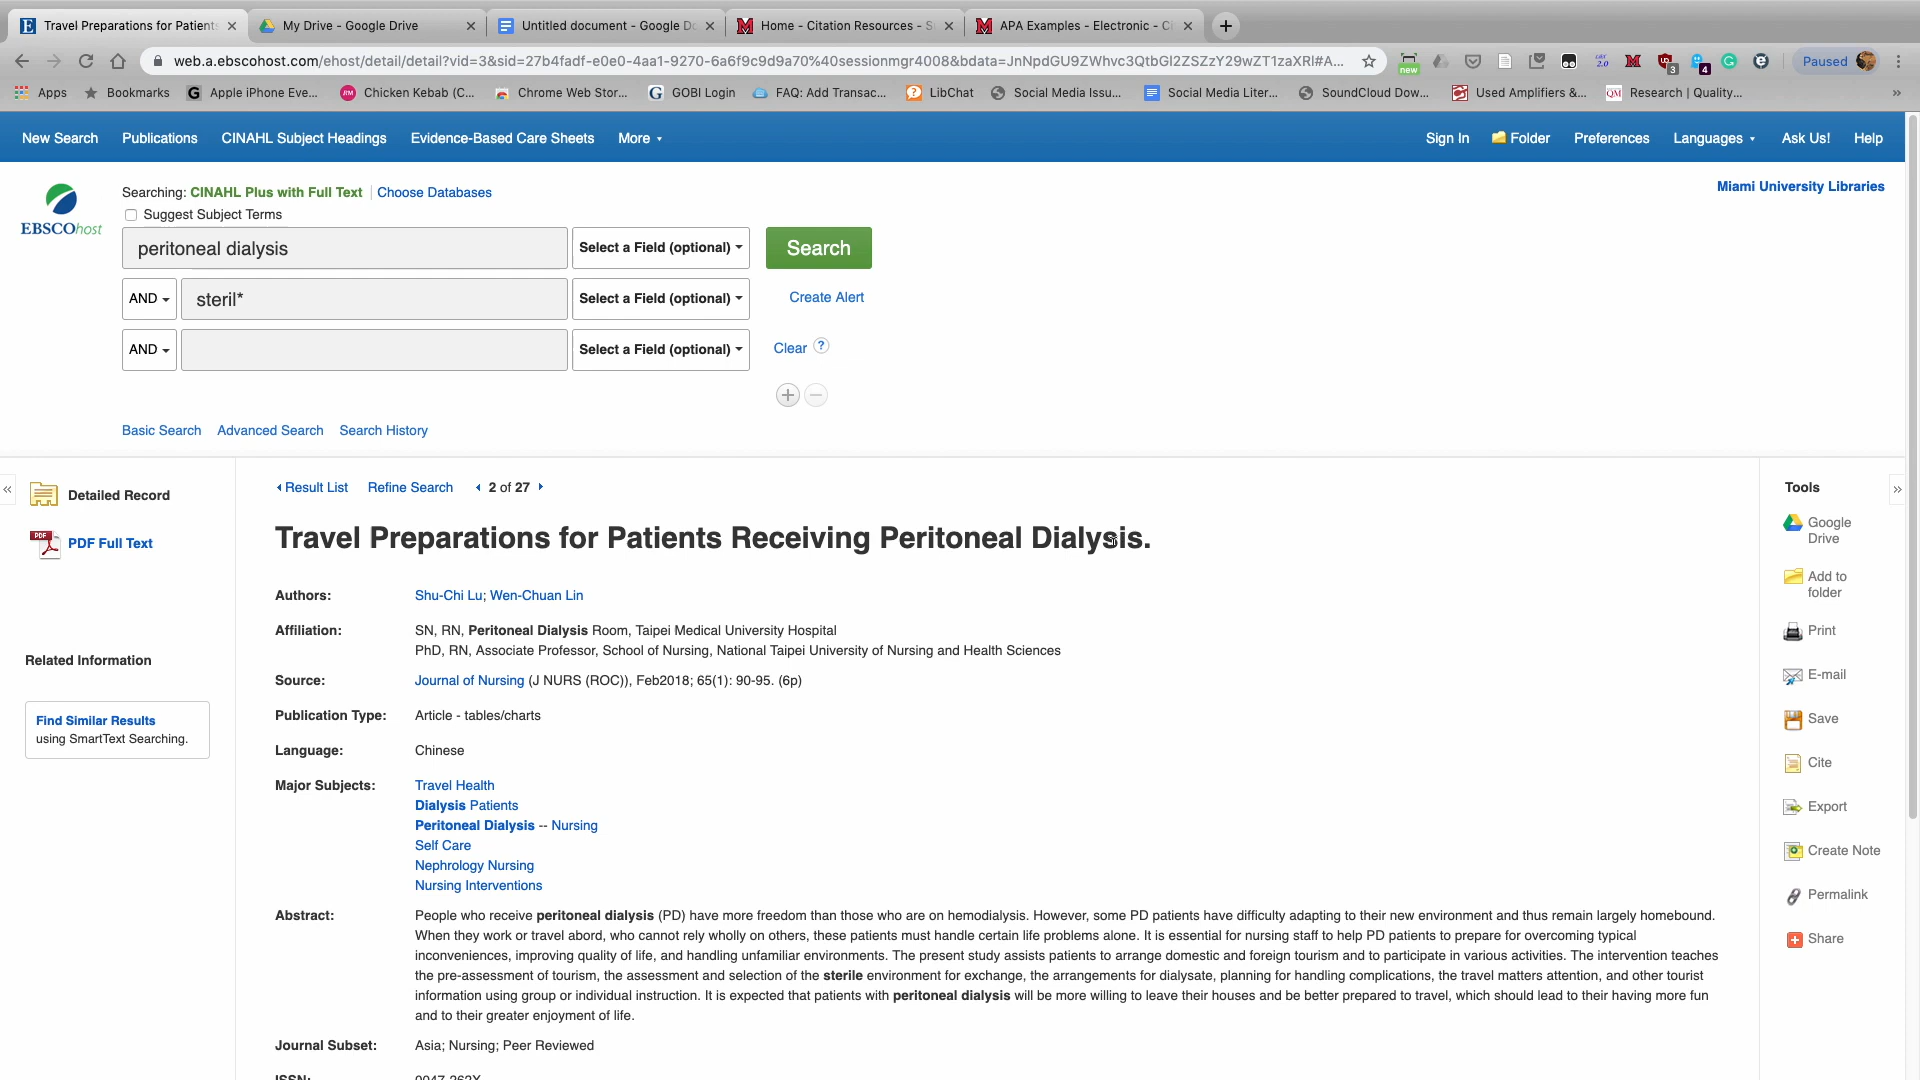 Travel Preparations for Patients
My Drive - Google Drive
Untitled document - Google Do
Home - Citation Resources - S
APA Examples - Electronic - C
web.a.ebscohost.com/ehost/detail/detail?vid=3&sid=27b4fadf-e0e0-4aa1-9270-6a6f9c9d9a70%40sessionmgr4008&bdata=JnNpdGU9ZWhvc3QtbGl2ZSZzY29wZT1zaXRl#A...
new
3
4
Paused
Apps
Bookmarks
Apple iPhone Eve...
Chicken Kebab (C...
Chrome Web Stor...
GOBI Login
FAQ: Add Transac...
LibChat
Social Media Issu...
Social Media Liter...
SoundCloud Dow...
Used Amplifiers &...
Research | Quality...
New Search Publications CINAHL Subject Headings Evidence-Based Care Sheets More
Sign In Folder Preferences Languages Ask Us! Help
EBSCOhost
Searching: CINAHL Plus with Full Text | Choose Databases
Miami University Libraries
Suggest Subject Terms
peritoneal dialysis Select a Field (optional) Search
AND steril* Select a Field (optional) Create Alert
AND Select a Field (optional) Clear ?
Basic Search Advanced Search Search History
Detailed Record
PDF Full Text
Related Information
Find Similar Results
using SmartText Searching.
Result List Refine Search 2 of 27
Travel Preparations for Patients Receiving Peritoneal Dialysis.
Authors: Shu-Chi Lu; Wen-Chuan Lin
Affiliation: SN, RN, Peritoneal Dialysis Room, Taipei Medical University Hospital
PhD, RN, Associate Professor, School of Nursing, National Taipei University of Nursing and Health Sciences
Source: Journal of Nursing (J NURS (ROC)), Feb2018; 65(1): 90-95. (6p)
Publication Type: Article - tables/charts
Language: Chinese
Major Subjects: Travel Health
Dialysis Patients
Peritoneal Dialysis -- Nursing
Self Care
Nephrology Nursing
Nursing Interventions
Abstract: People who receive peritoneal dialysis (PD) have more freedom than those who are on hemodialysis. However, some PD patients have difficulty adapting to their new environment and thus remain largely homebound.
When they work or travel abord, who cannot rely wholly on others, these patients must handle certain life problems alone. It is essential for nursing staff to help PD patients to prepare for overcoming typical
inconveniences, improving quality of life, and handling unfamiliar environments. The present study assists patients to arrange domestic and foreign tourism and to participate in various activities. The intervention teaches
the pre-assessment of tourism, the assessment and selection of the sterile environment for exchange, the arrangements for dialysate, planning for handling complications, the travel matters attention, and other tourist
information using group or individual instruction. It is expected that patients with peritoneal dialysis will be more willing to leave their houses and be better prepared to travel, which should lead to their having more fun
and to their greater enjoyment of life.
Journal Subset: Asia; Nursing; Peer Reviewed
ISSN: 0047-262X
Tools
Google
Drive
Add to
folder
Print
E-mail
Save
Cite
Export
Create Note
Permalink
Share